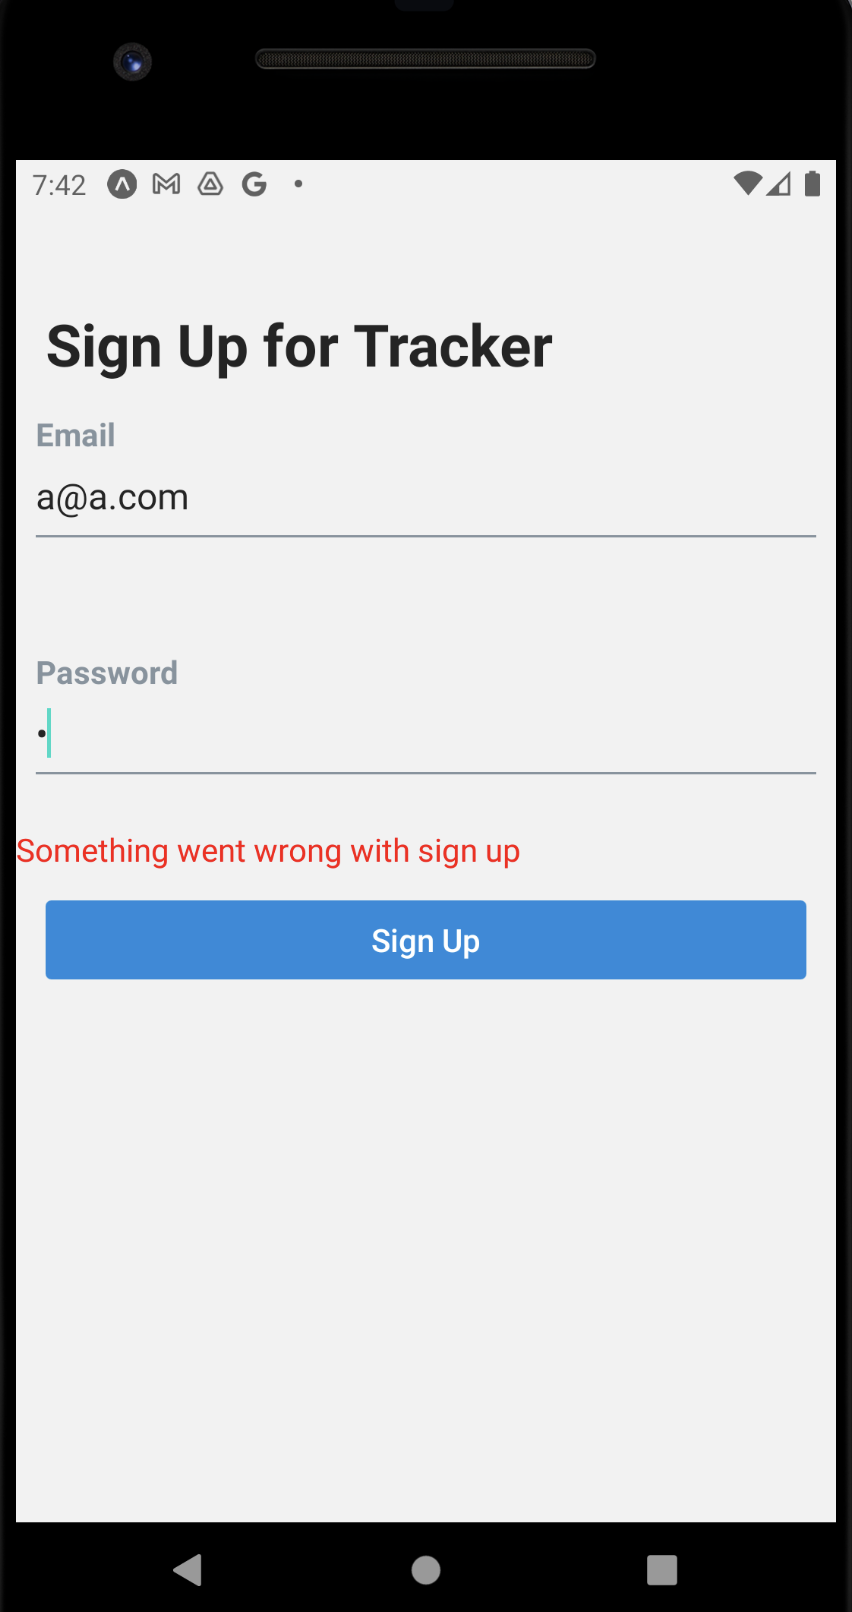 7:42
Sign Up for Tracker
Email
a@a.com
Password
•
Something went wrong with sign up
Sign Up